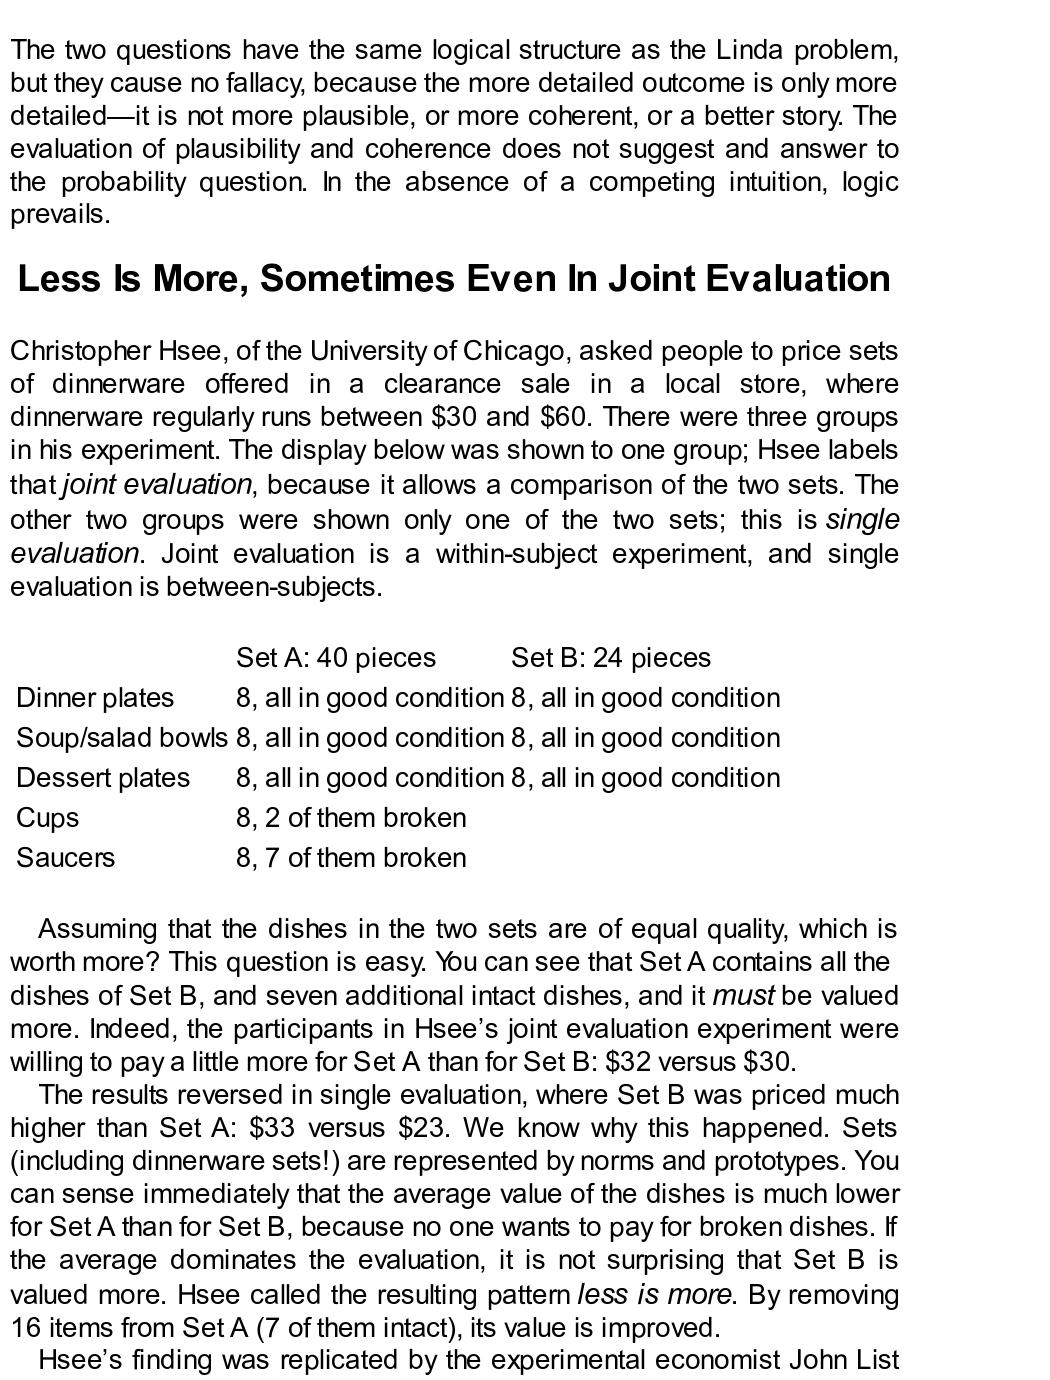 The two questions have the same logical structure as the Linda problem,
but they cause no fallacy, because the more detailed outcome is only more
detailed—it is not more plausible, or more coherent, or a better story. The
evaluation of plausibility and coherence does not suggest and answer to
the probability question. In the absence of a competing intuition, logic
prevails.
Less Is More, Sometimes Even In Joint Evaluation
Christopher Hsee, of the University of Chicago, asked people to price sets
of dinnerware offered in a clearance sale in a local store, where
dinnerware regularly runs between $30 and $60. There were three groups
in his experiment. The display below was shown to one group; Hsee labels
that joint evaluation, because it allows a comparison of the two sets. The
other two groups were shown only one of the two sets; this is single
evaluation. Joint evaluation is a within-subject experiment, and single
evaluation is between-subjects.
Set A: 40 pieces Set B: 24 pieces
Dinner plates 8, all in good condition 8, all in good condition
Soup/salad bowls 8, all in good condition 8, all in good condition
Dessert plates 8, all in good condition 8, all in good condition
Cups 8, 2 of them broken
Saucers 8, 7 of them broken
Assuming that the dishes in the two sets are of equal quality, which is
worth more? This question is easy. You can see that Set A contains all the
dishes of Set B, and seven additional intact dishes, and it must be valued
more. Indeed, the participants in Hsee’s joint evaluation experiment were
willing to pay a little more for Set A than for Set B: $32 versus $30.
The results reversed in single evaluation, where Set B was priced much
higher than Set A: $33 versus $23. We know why this happened. Sets
(including dinnerware sets!) are represented by norms and prototypes. You
can sense immediately that the average value of the dishes is much lower
for Set A than for Set B, because no one wants to pay for broken dishes. If
the average dominates the evaluation, it is not surprising that Set B is
valued more. Hsee called the resulting pattern less is more. By removing
16 items from Set A (7 of them intact), its value is improved.
Hsee’s finding was replicated by the experimental economist John List